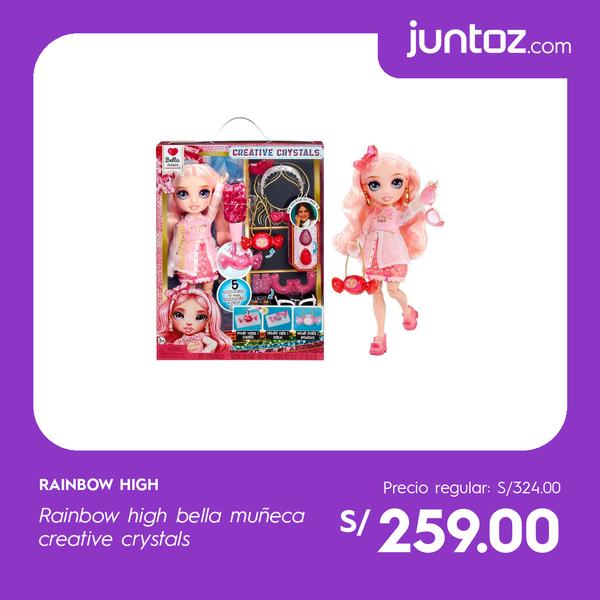 juntoz.com
Bella
PARKER
CREATIVE CRYSTALS
5
RAINBOW HIGH
Precio regular: S/324.00
Rainbow high bella muñeca
creative crystals
S/ 259.00